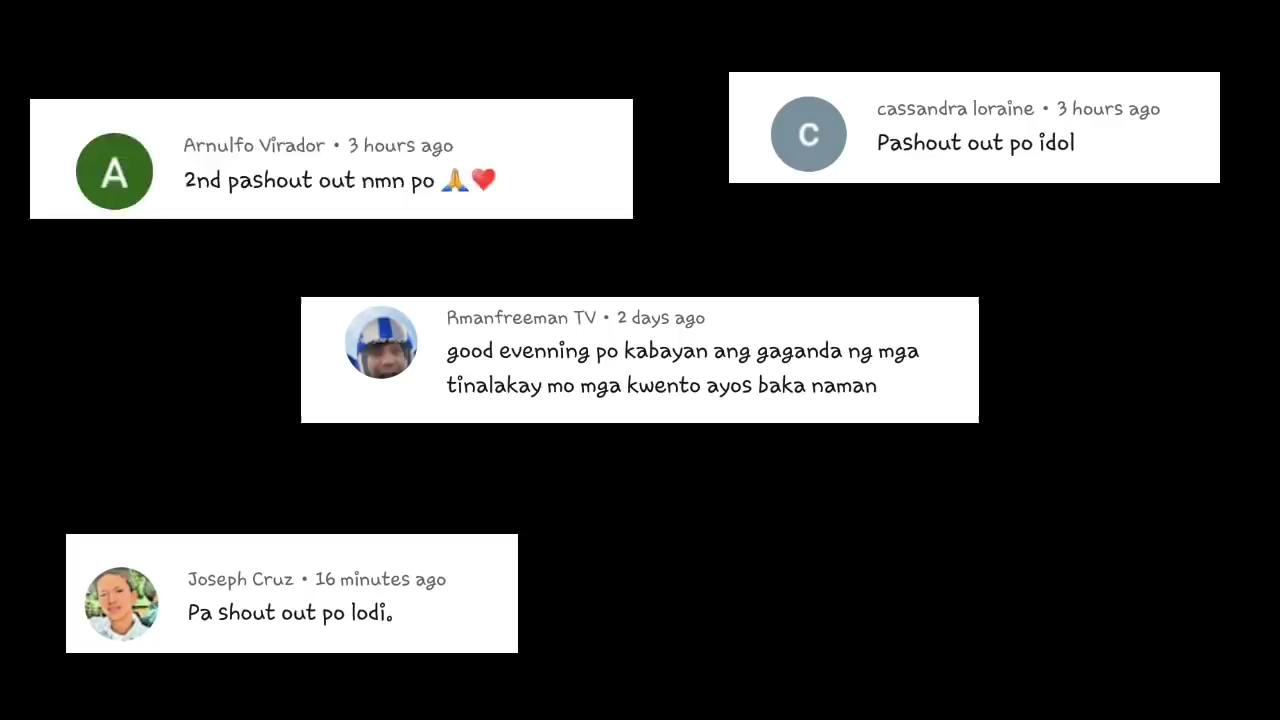 Arnulfo Virador • 3 hours ago
2nd pashout out nmn po 🙏❤️
A
cassandra loraine • 3 hours ago
Pashout out po idol
C
Rmanfreeman TV • 2 days ago
good evenning po kabayan ang gaganda ng mga
tinalakay mo mga kwento ayos baka naman
Joseph Cruz • 16 minutes ago
Pa shout out po lodi.